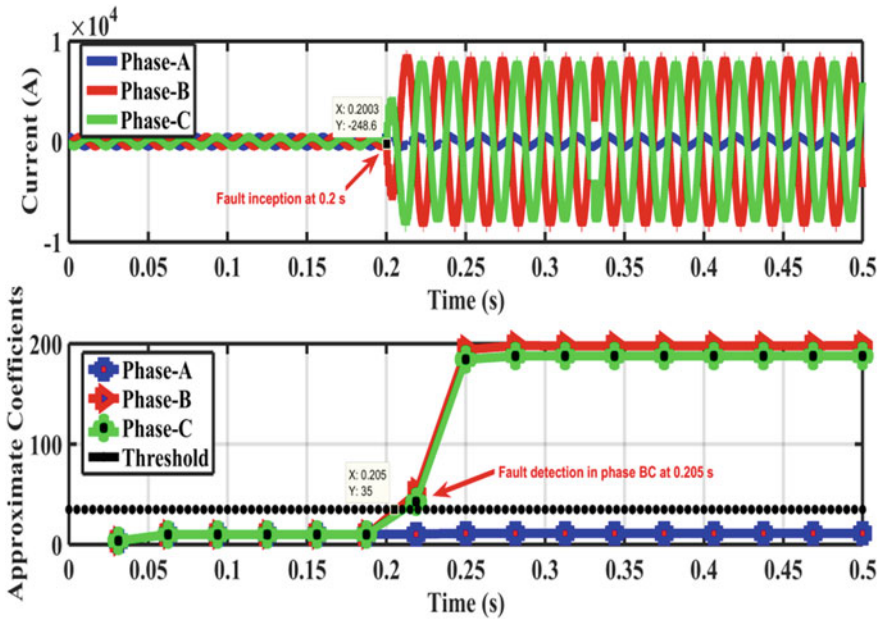 ×10⁴
1
0
-1
Current (A)
Phase-A
Phase-B
Phase-C
X: 0.2003
Y: -248.6
Fault inception at 0.2 s
0 0.05 0.1 0.15 0.2 0.25 0.3 0.35 0.4 0.45 0.5
Time (s)
Approximate Coefficients
200
100
0
Phase-A
Phase-B
Phase-C
Threshold
X: 0.205
Y: 35
Fault detection in phase BC at 0.205 s
0 0.05 0.1 0.15 0.2 0.25 0.3 0.35 0.4 0.45 0.5
Time (s)